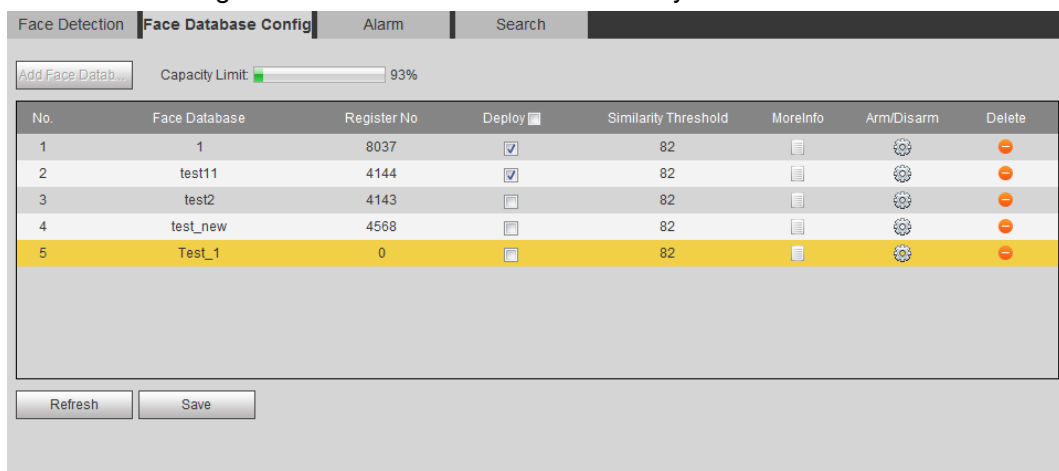 Face Detection Face Database Config Alarm Search
Add Face Datab... Capacity Limit: 93%
No. Face Database Register No Deploy Similarity Threshold MoreInfo Arm/Disarm Delete
1 1 8037 82
2 test11 4144 82
3 test2 4143 82
4 test_new 4568 82
5 Test_1 0 82
Refresh Save